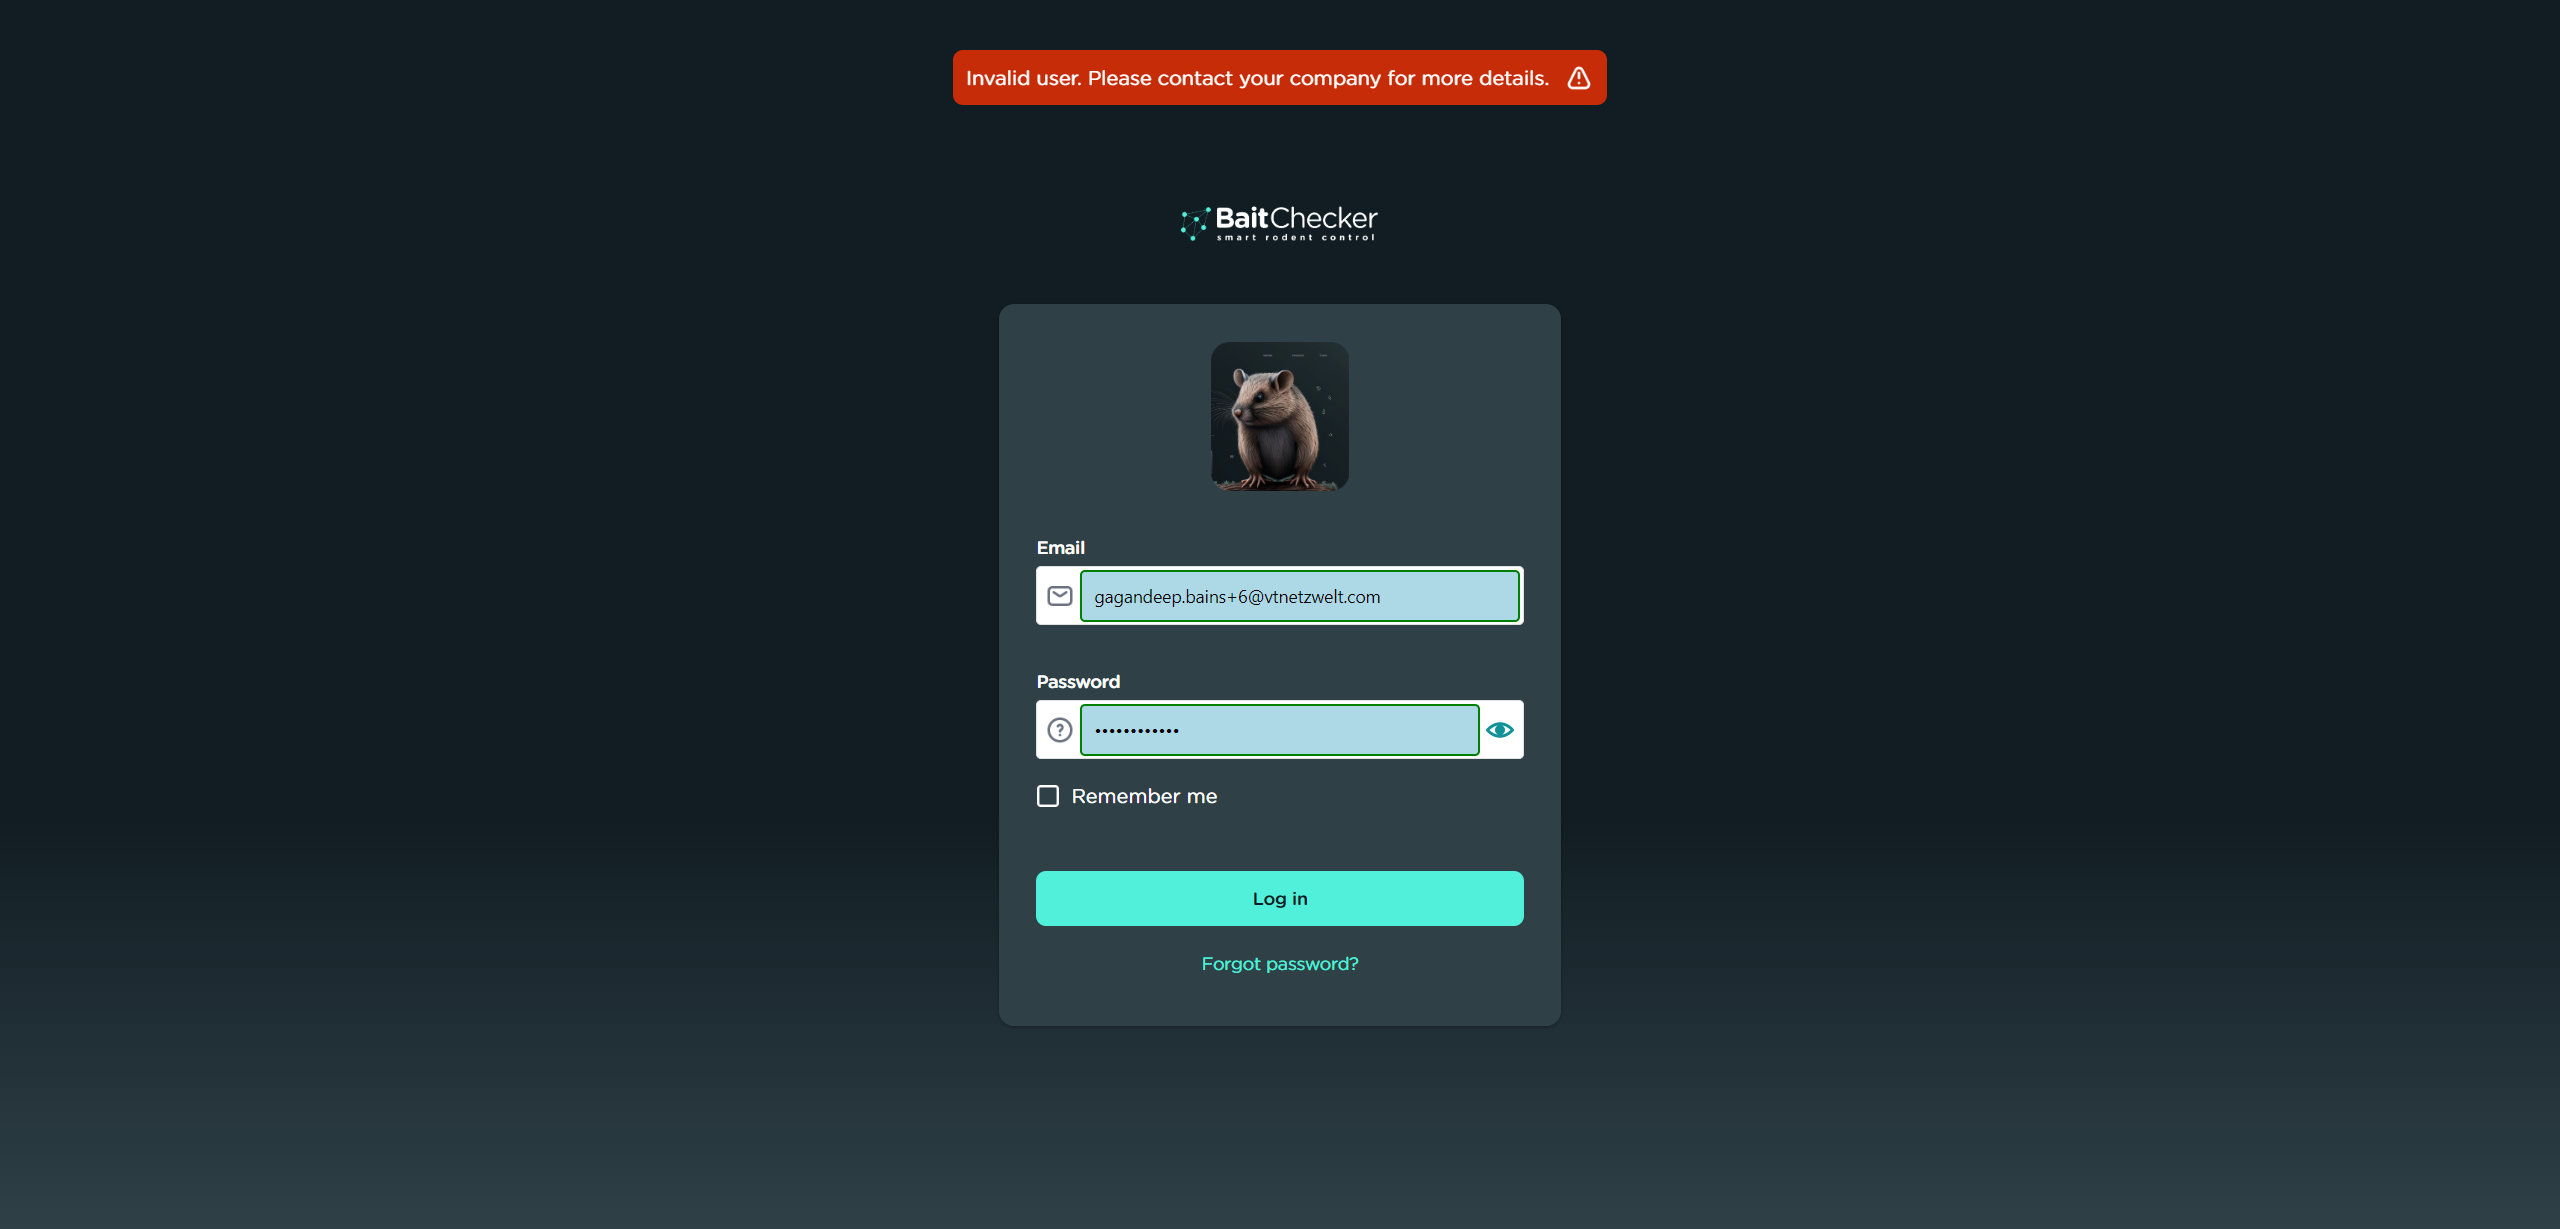 Invalid user. Please contact your company for more details.
BaitChecker
smart rodent control
Email
gagandeep.bains+6@vtnetzwelt.com
Password
••••••••••••
Remember me
Log in
Forgot password?